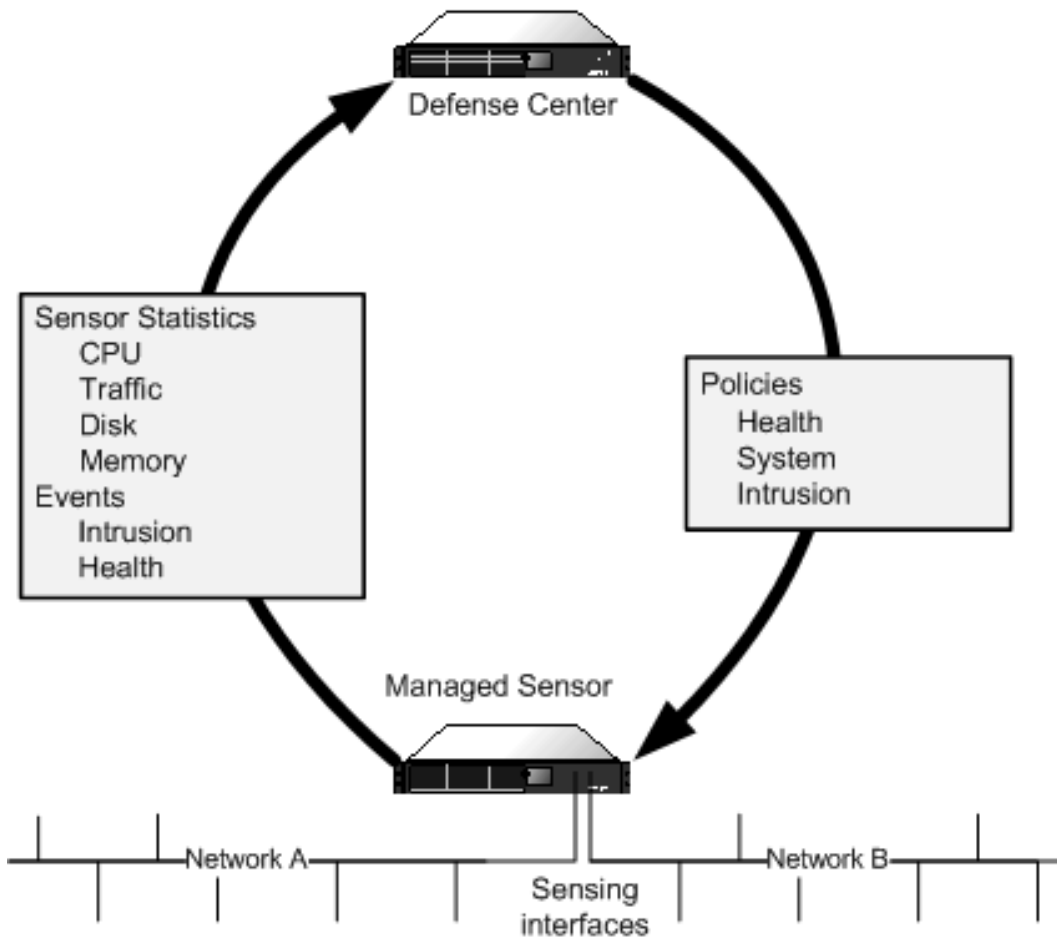 Defense Center
Sensor Statistics
CPU
Traffic
Disk
Memory
Events
Intrusion
Health
Policies
Health
System
Intrusion
Managed Sensor
Network A
Network B
Sensing
interfaces